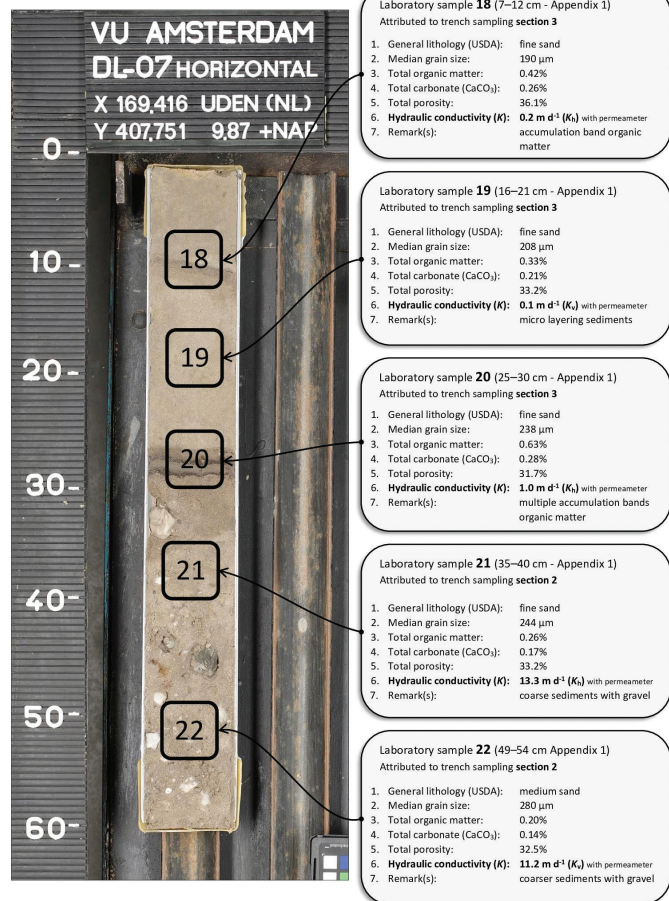 VU AMSTERDAM
DL-07 HORIZONTAL
X 169,416 UDEN (NL)
Y 407,751 9,87 +NAP
0
10
20
30
40
50
60
18
19
20
21
22
Laboratory sample 18 (7–12 cm - Appendix 1)
Attributed to trench sampling section 3
1. General lithology (USDA): fine sand
2. Median grain size: 190 µm
3. Total organic matter: 0.42%
4. Total carbonate (CaCO₃): 0.26%
5. Total porosity: 36.1%
6. Hydraulic conductivity (K): 0.2 m d⁻¹ (Kₕ) with permeameter
7. Remark(s): accumulation band organic
matter
Laboratory sample 19 (16–21 cm - Appendix 1)
Attributed to trench sampling section 3
1. General lithology (USDA): fine sand
2. Median grain size: 208 µm
3. Total organic matter: 0.33%
4. Total carbonate (CaCO₃): 0.21%
5. Total porosity: 33.2%
6. Hydraulic conductivity (K): 0.1 m d⁻¹ (Kᵥ) with permeameter
7. Remark(s): micro layering sediments
Laboratory sample 20 (25–30 cm - Appendix 1)
Attributed to trench sampling section 3
1. General lithology (USDA): fine sand
2. Median grain size: 238 µm
3. Total organic matter: 0.63%
4. Total carbonate (CaCO₃): 0.28%
5. Total porosity: 31.7%
6. Hydraulic conductivity (K): 1.0 m d⁻¹ (Kₕ) with permeameter
7. Remark(s): multiple accumulation bands
organic matter
Laboratory sample 21 (35–40 cm - Appendix 1)
Attributed to trench sampling section 2
1. General lithology (USDA): fine sand
2. Median grain size: 244 µm
3. Total organic matter: 0.26%
4. Total carbonate (CaCO₃): 0.17%
5. Total porosity: 33.2%
6. Hydraulic conductivity (K): 13.3 m d⁻¹ (Kₕ) with permeameter
7. Remark(s): coarse sediments with gravel
Laboratory sample 22 (49–54 cm Appendix 1)
Attributed to trench sampling section 2
1. General lithology (USDA): medium sand
2. Median grain size: 280 µm
3. Total organic matter: 0.20%
4. Total carbonate (CaCO₃): 0.14%
5. Total porosity: 32.5%
6. Hydraulic conductivity (K): 11.2 m d⁻¹ (Kᵥ) with permeameter
7. Remark(s): coarser sediments with gravel